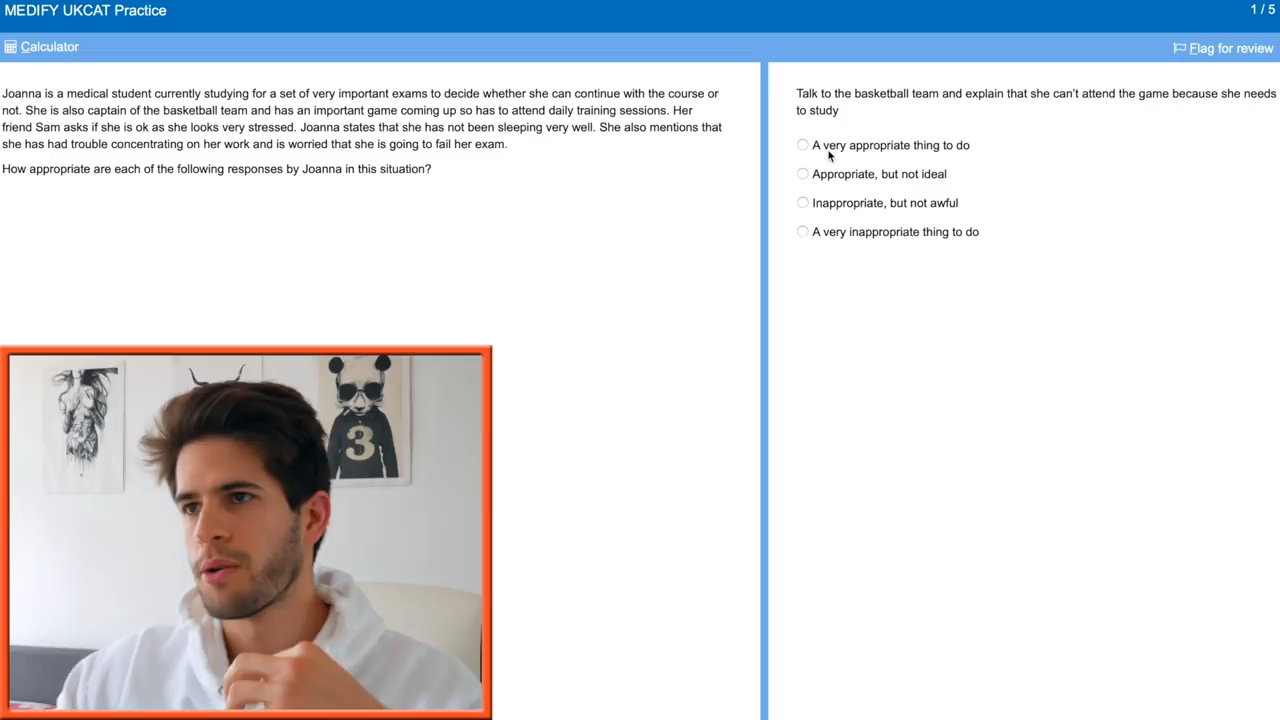 MEDIFY UKCAT Practice
1 / 5
Calculator
Flag for review
Joanna is a medical student currently studying for a set of very important exams to decide whether she can continue with the course or
not. She is also captain of the basketball team and has an important game coming up so has to attend daily training sessions. Her
friend Sam asks if she is ok as she looks very stressed. Joanna states that she has not been sleeping very well. She also mentions that
she has had trouble concentrating on her work and is worried that she is going to fail her exam.
How appropriate are each of the following responses by Joanna in this situation?
Talk to the basketball team and explain that she can't attend the game because she needs
to study
A very appropriate thing to do
Appropriate, but not ideal
Inappropriate, but not awful
A very inappropriate thing to do
3